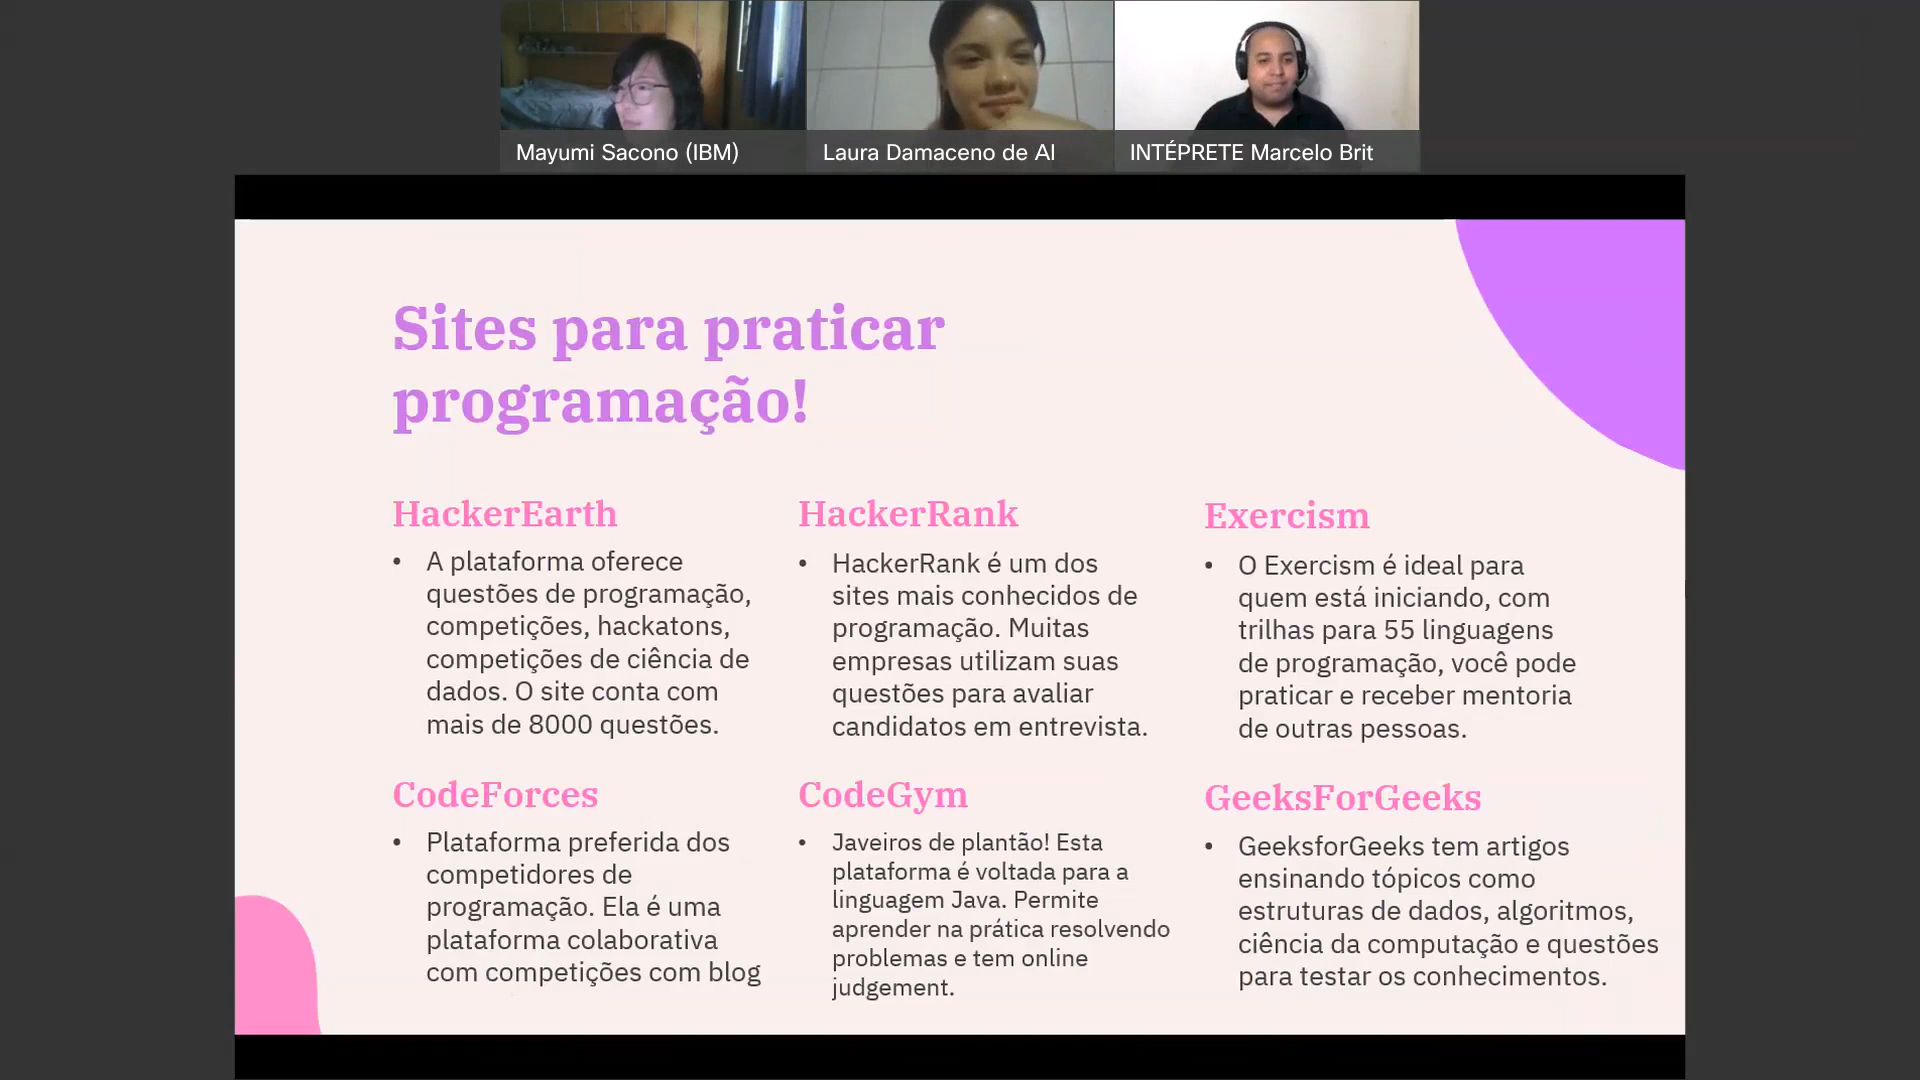 Mayumi Sacono (IBM)
Laura Damaceno de Al
INTÉPRETE Marcelo Brit
Sites para praticar
programação!
HackerEarth
• A plataforma oferece
questões de programação,
competições, hackatons,
competições de ciência de
dados. O site conta com
mais de 8000 questões.
HackerRank
• HackerRank é um dos
sites mais conhecidos de
programação. Muitas
empresas utilizam suas
questões para avaliar
candidatos em entrevista.
Exercism
• O Exercism é ideal para
quem está iniciando, com
trilhas para 55 linguagens
de programação, você pode
praticar e receber mentoria
de outras pessoas.
CodeForces
• Plataforma preferida dos
competidores de
programação. Ela é uma
plataforma colaborativa
com competições com blog
CodeGym
• Javeiros de plantão! Esta
plataforma é voltada para a
linguagem Java. Permite
aprender na prática resolvendo
problemas e tem online
judgement.
GeeksForGeeks
• GeeksforGeeks tem artigos
ensinando tópicos como
estruturas de dados, algoritmos,
ciência da computação e questões
para testar os conhecimentos.